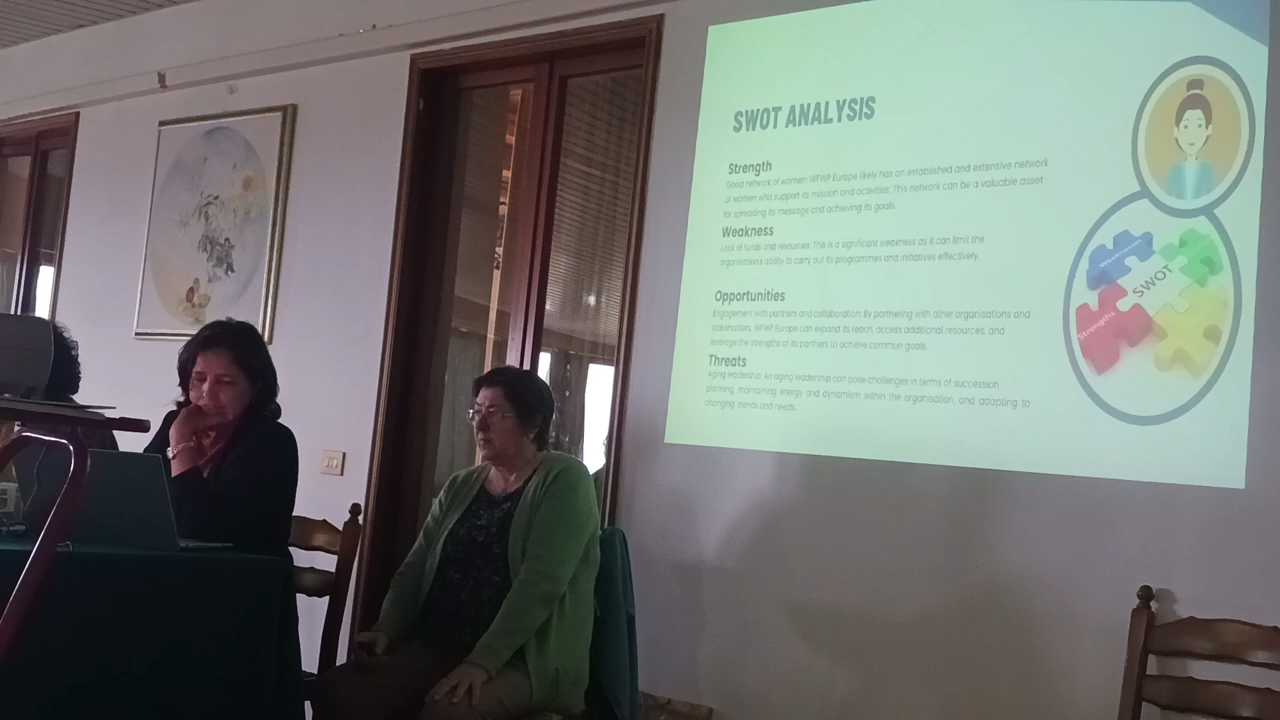 SWOT ANALYSIS
Strength
Good network of women: WFWP Europe likely has an established and extensive network
of women who support its mission and activities. This network can be a valuable asset
for spreading its message and achieving its goals.
Weakness
Lack of funds and resources: This is a significant weakness as it can limit the
organisation's ability to carry out its programmes and initiatives effectively.
Opportunities
Engagement with partners and collaboration: By partnering with other organisations and
stakeholders, WFWP Europe can expand its reach, access additional resources, and
leverage the strengths of its partners to achieve common goals.
Threats
Aging leadership: An aging leadership can pose challenges in terms of succession
planning, maintaining energy and dynamism within the organisation, and adapting to
changing trends and needs.
SWOT
Strengths